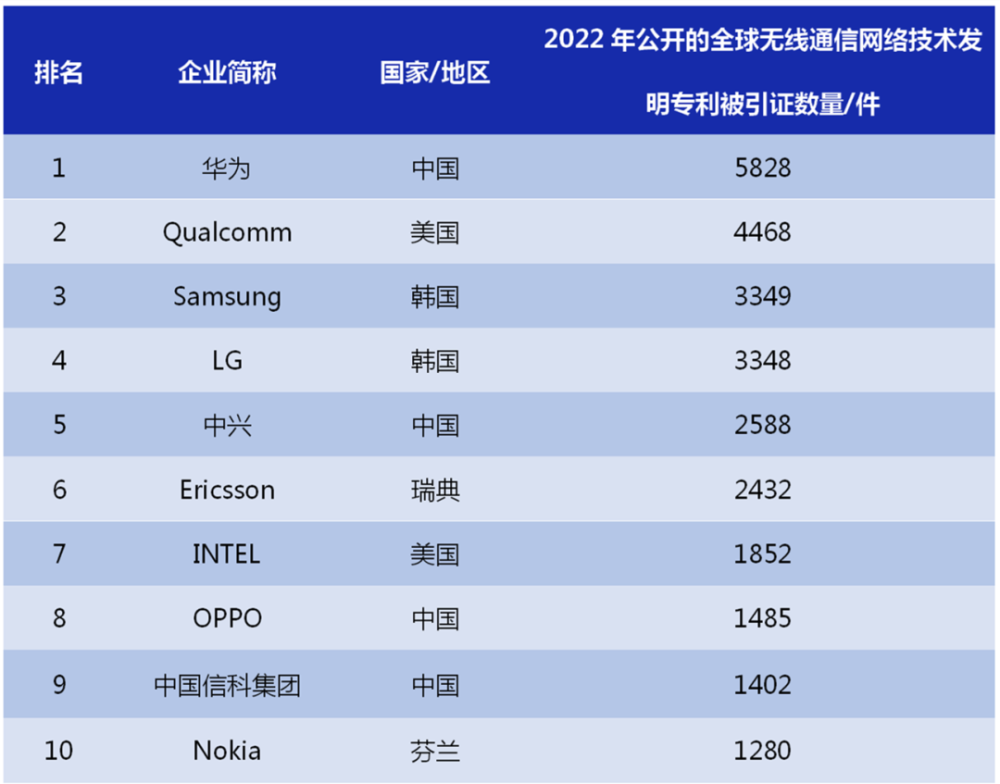 排名 企业简称 国家/地区 2022 年公开的全球无线通信网络技术发
明专利被引证数量/件
1 华为 中国 5828
2 Qualcomm 美国 4468
3 Samsung 韩国 3349
4 LG 韩国 3348
5 中兴 中国 2588
6 Ericsson 瑞典 2432
7 INTEL 美国 1852
8 OPPO 中国 1485
9 中国信科集团 中国 1402
10 Nokia 芬兰 1280